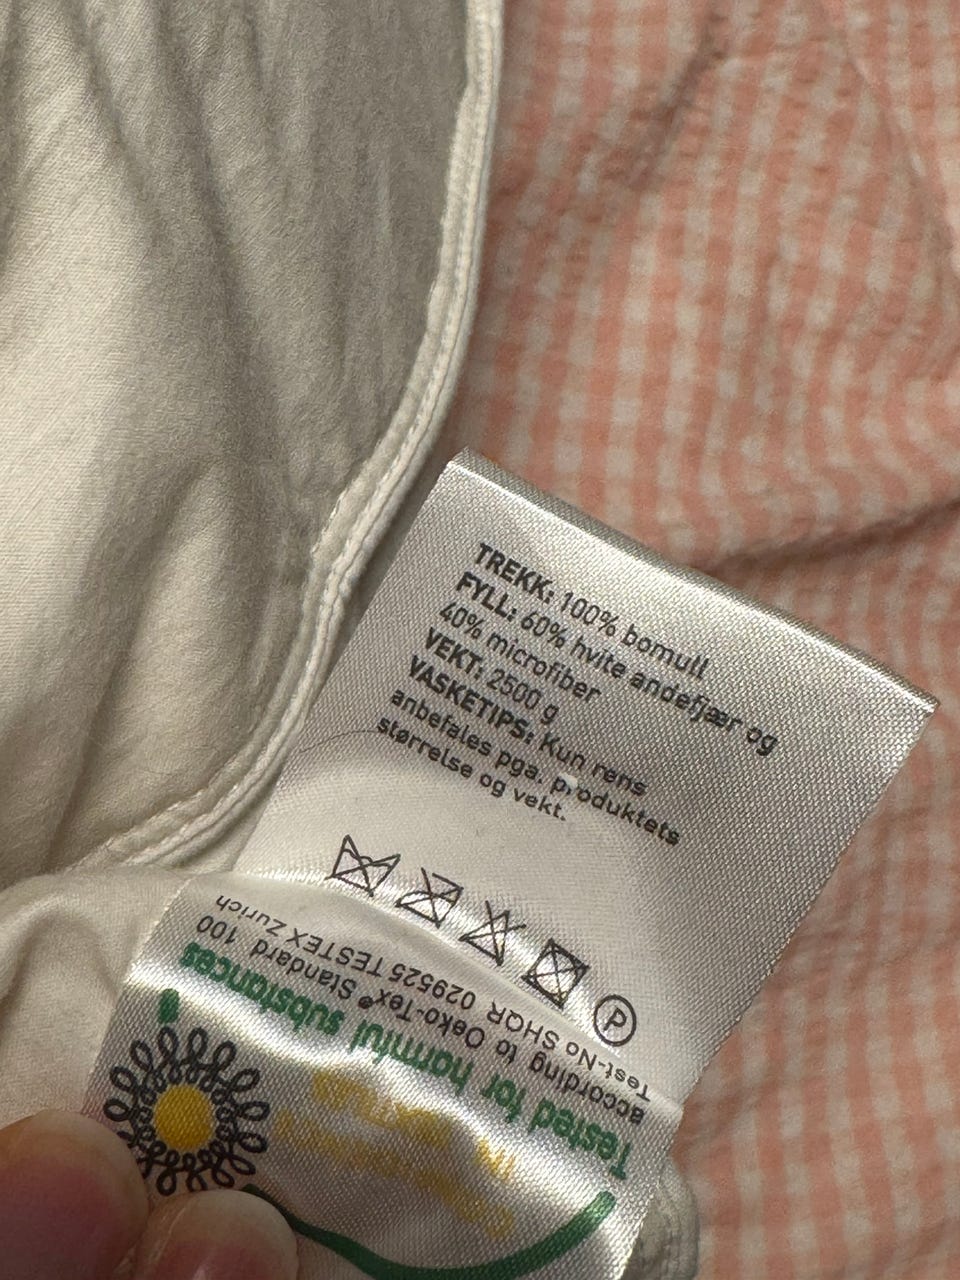 TREKK: 100% bomull
FYLL: 60% hvite andefjær og
40% microfiber
VEKT: 2500 g
VASKETIPS: Kun rens
anbefales pga. produktets
størrelse og vekt.
P
Tested for harmful substances
according to Oeko-Tex® Standard 100
Test-No SHQR 029525 TESTEX Zurich